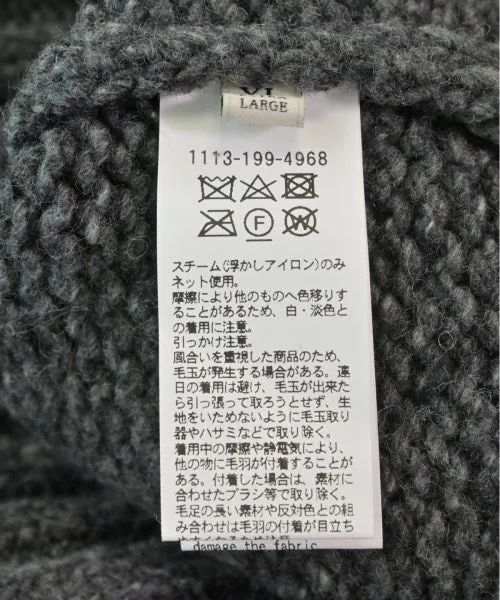 LARGE
1113-199-4968
F
W
スチーム(浮かしアイロン)のみ
ネット使用。
摩擦により他のものへ色移りす
ることがあるため、白・淡色と
の着用に注意。
引っかけ注意。
風合いを重視した商品のため、
毛玉が発生する場合がある。連
日の着用は避け、毛玉が出来た
ら引っ張って取ろうとせず、生
地をいためないように毛玉取り
器やハサミなどで取り除く。
着用中の摩擦や静電気により、
他の物に毛羽が付着することが
ある。付着した場合は、素材に
合わせたブラシ等で取り除く。
毛足の長い素材や反対色との組
み合わせは毛羽の付着が目立ち
damage the fabric